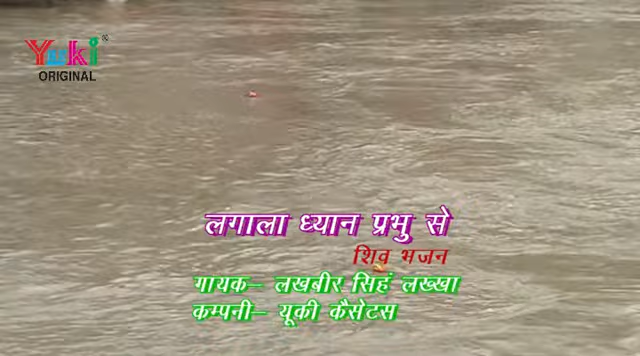 Yuki®
ORIGINAL
लगाला ध्यान प्रभु से
शिव भजन
गायक- लखबीर सिहं लख्खा
कम्पनी- यूकी कैसेटस